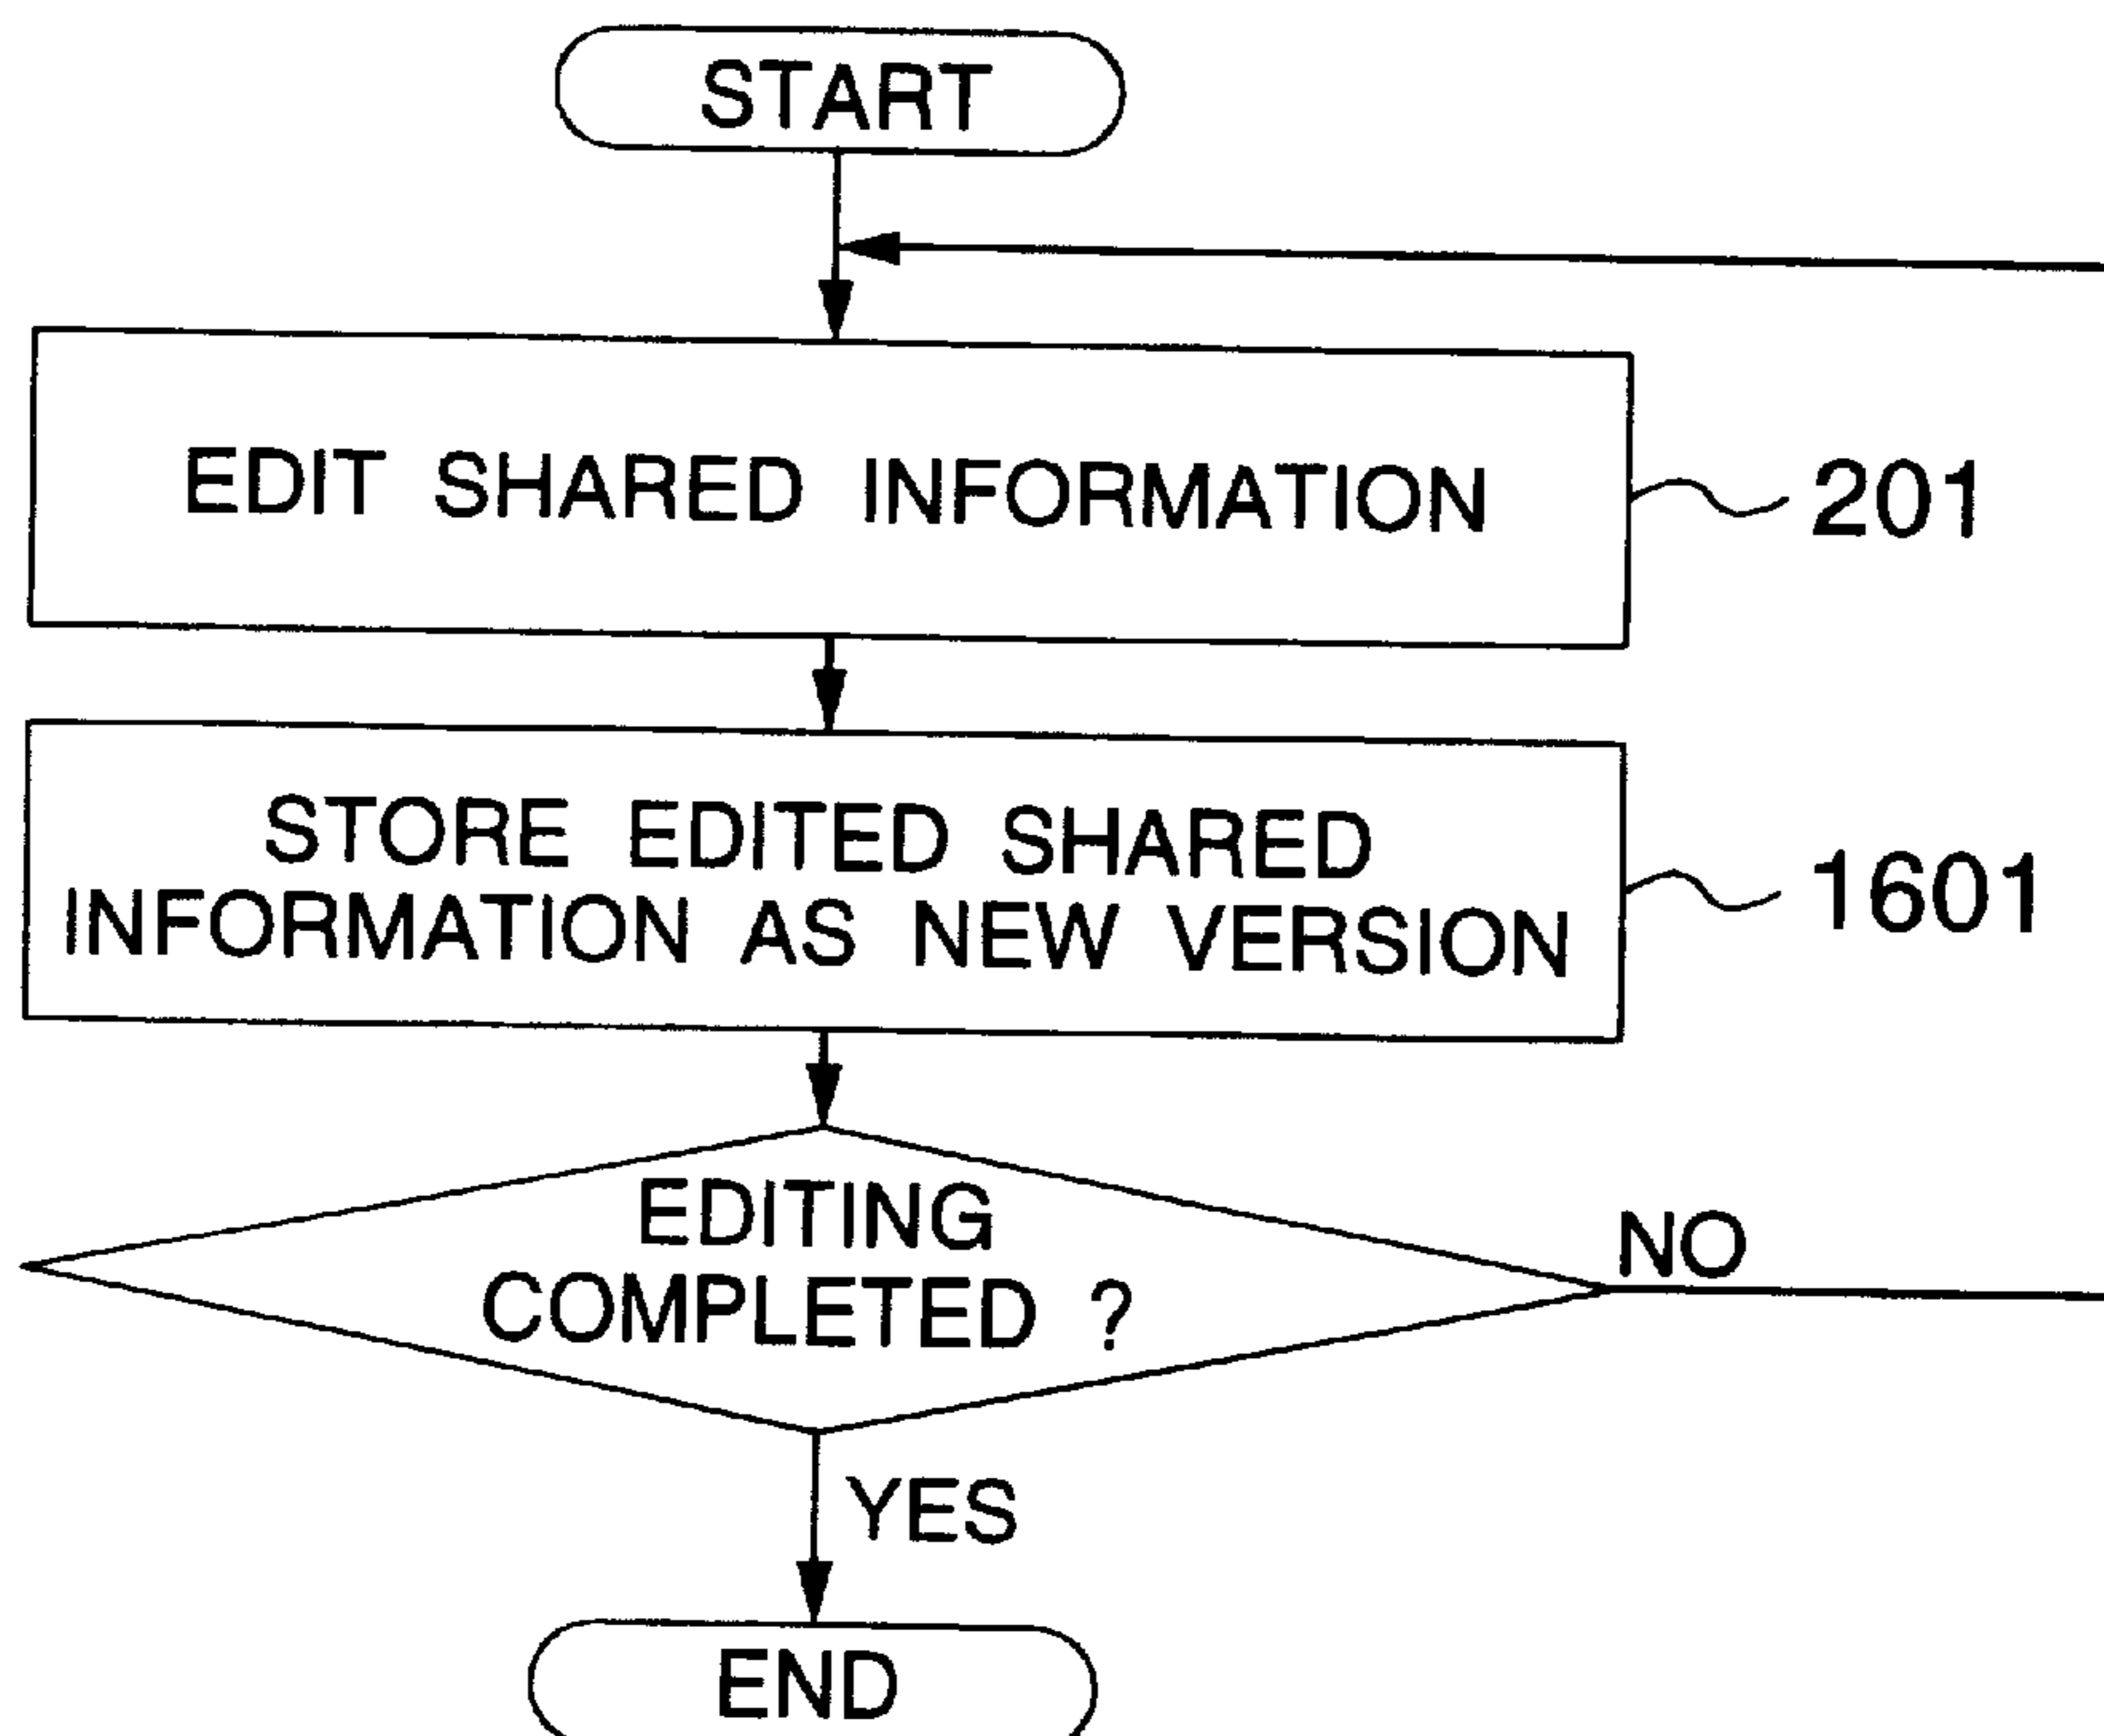 START
EDIT SHARED INFORMATION
201
STORE EDITED SHARED
INFORMATION AS NEW VERSION
1601
EDITING
COMPLETED ?
NO
YES
END